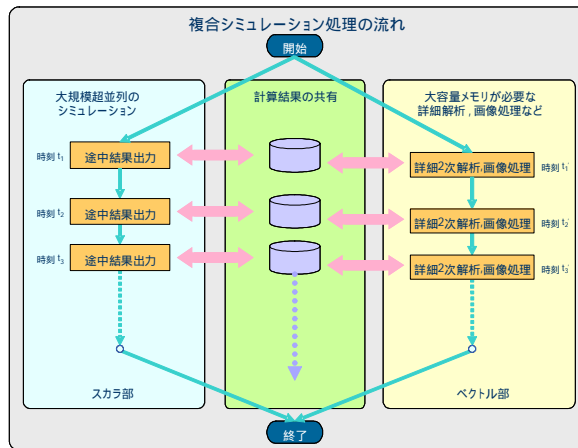 複合シミュレーション処理の流れ
開始
大規模超並列の
シミュレーション
計算結果の共有
大容量メモリが必要な
詳細解析,画像処理など
時刻 t1
途中結果出力
詳細2次解析,画像処理
時刻 t1'
時刻 t2
途中結果出力
詳細2次解析,画像処理
時刻 t2'
時刻 t3
途中結果出力
詳細2次解析,画像処理
時刻 t3'
スカラ部
ベクトル部
終了